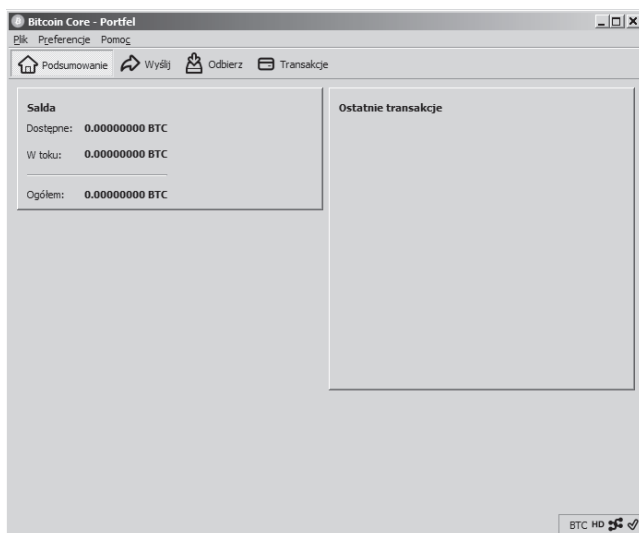 Bitcoin Core - Portfel
Plik Preferencje Pomoc
Podsumowanie Wyślij Odbierz Transakcje
Salda
Dostępne: 0.00000000 BTC
W toku: 0.00000000 BTC
Ogółem: 0.00000000 BTC
Ostatnie transakcje
BTC HD